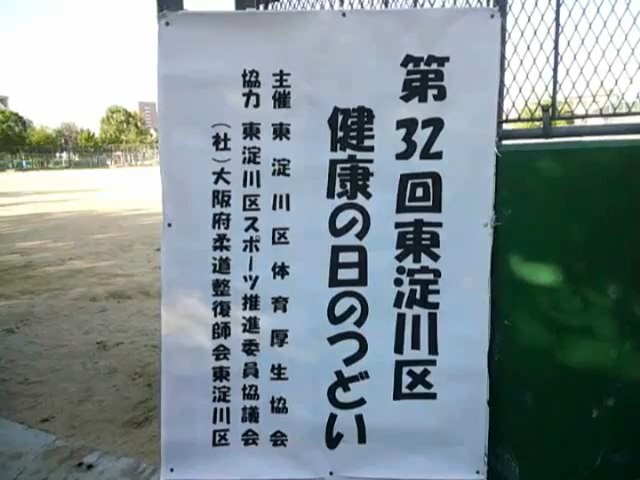 第32回東淀川区
健康の日のつどい
主催 東淀川区体育厚生協会
協力 東淀川区スポーツ推進委員協議会
(社)大阪府柔道整復師会東淀川区